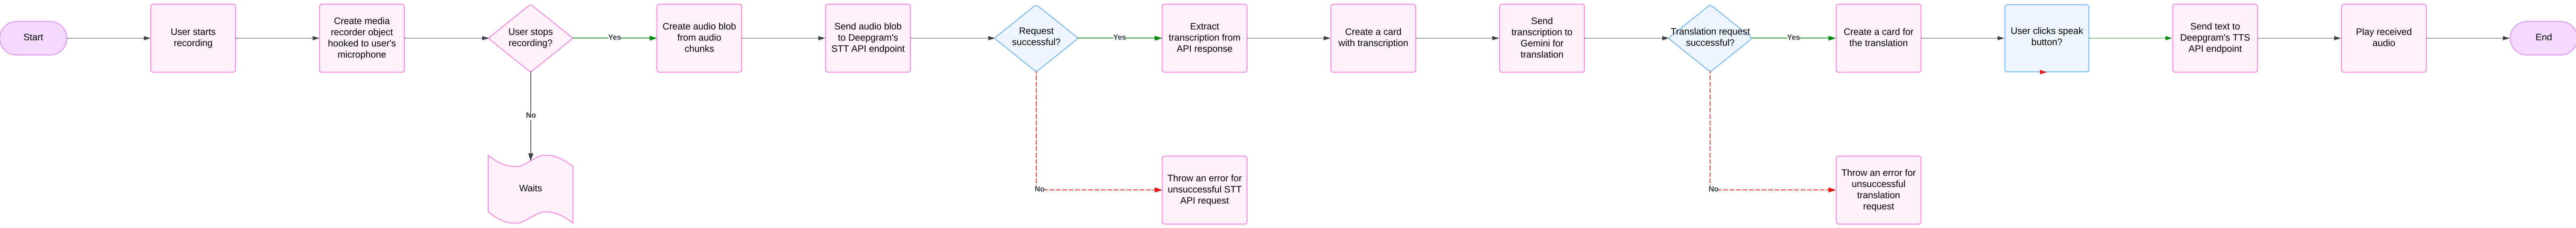 Start
User starts
recording
Create media
recorder object
hooked to user's
microphone
User stops
recording?
Yes
No
Waits
Create audio blob
from audio
chunks
Send audio blob
to Deepgram's
STT API endpoint
Request
successful?
Yes
No
Extract
transcription from
API response
Throw an error for
unsuccessful STT
API request
Create a card
with transcription
Send
transcription to
Gemini for
translation
Translation request
successful?
Yes
No
Create a card for
the translation
Throw an error for
unsuccessful
translation
request
User clicks speak
button?
Send text to
Deepgram's TTS
API endpoint
Play received
audio
End